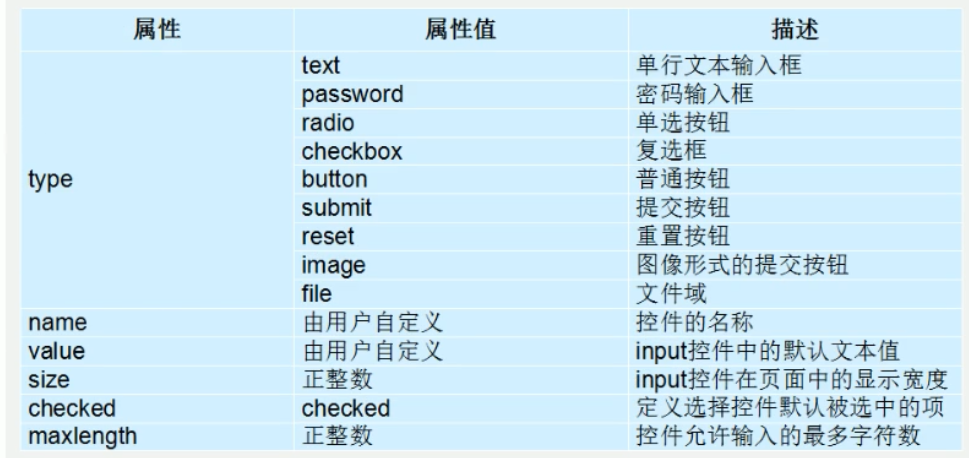 属性 属性值 描述
text 单行文本输入框
password 密码输入框
radio 单选按钮
checkbox 复选框
type button 普通按钮
submit 提交按钮
reset 重置按钮
image 图像形式的提交按钮
file 文件域
name 由用户自定义 控件的名称
value 由用户自定义 input控件中的默认文本值
size 正整数 input控件在页面中的显示宽度
checked checked 定义选择控件默认被选中的项
maxlength 正整数 控件允许输入的最多字符数